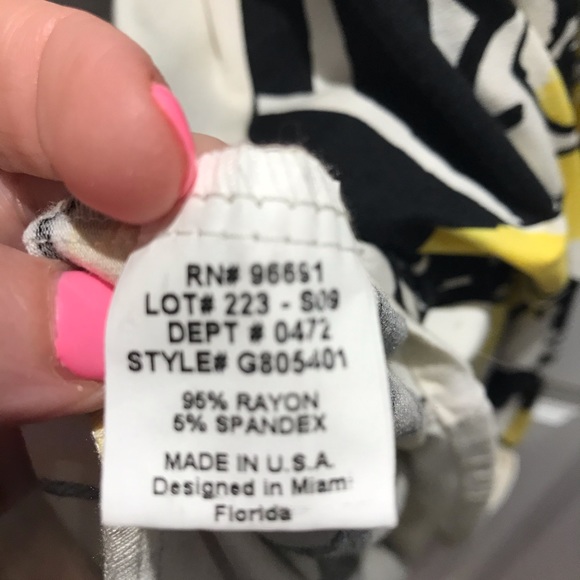 RN# 96691
LOT# 223 - S09
DEPT # 0472
STYLE# G805401
95% RAYON
5% SPANDEX
MADE IN U.S.A.
Designed in Miami
Florida